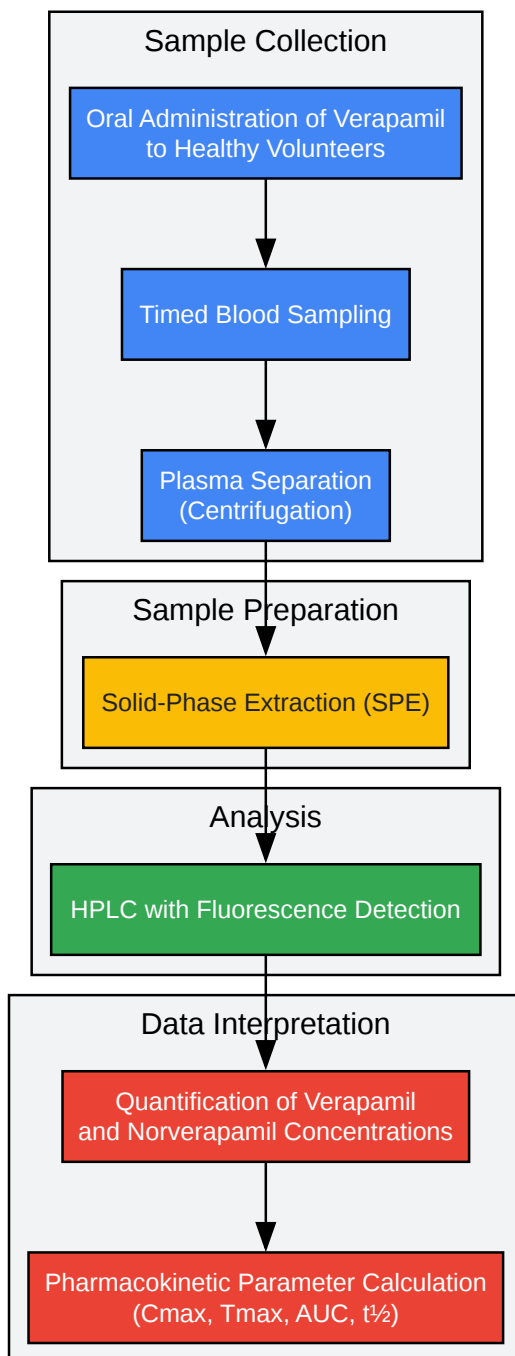 Sample Collection
Oral Administration of Verapamil
to Healthy Volunteers
Timed Blood Sampling
Plasma Separation
(Centrifugation)
Sample Preparation
Solid-Phase Extraction (SPE)
Analysis
HPLC with Fluorescence Detection
Data Interpretation
Quantification of Verapamil
and Norverapamil Concentrations
Pharmacokinetic Parameter Calculation
(Cmax, Tmax, AUC, t½)